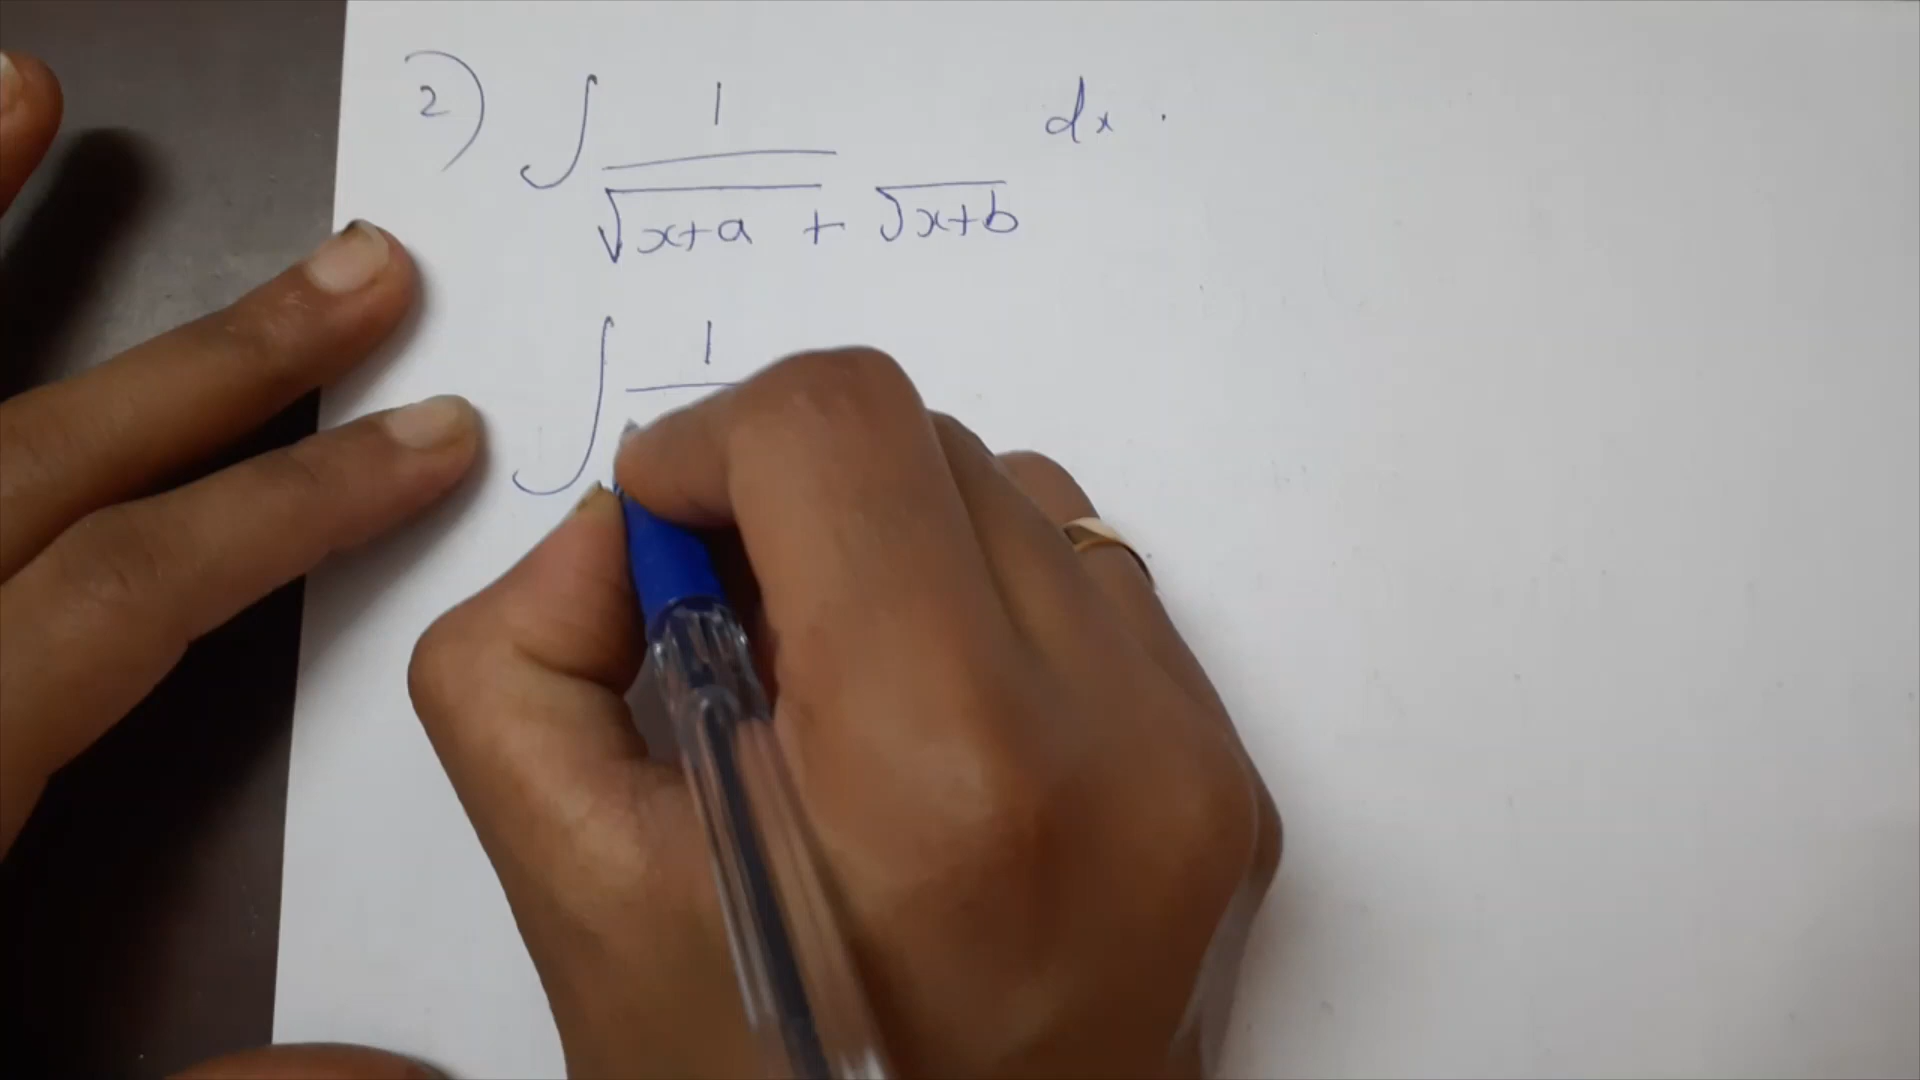 2) ∫ 1 / (√(x+a) + √(x+b)) dx .
∫ 1